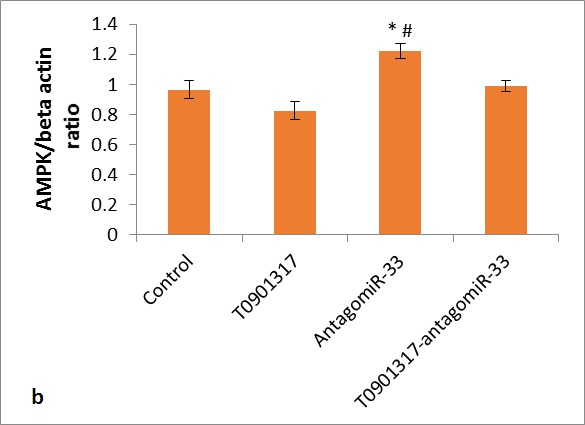 1.4
1.2
1
0.8
0.6
0.4
0.2
0
AMPK/beta actin
ratio
* #
Control
T0901317
AntagomiR-33
T0901317-antagomiR-33
b